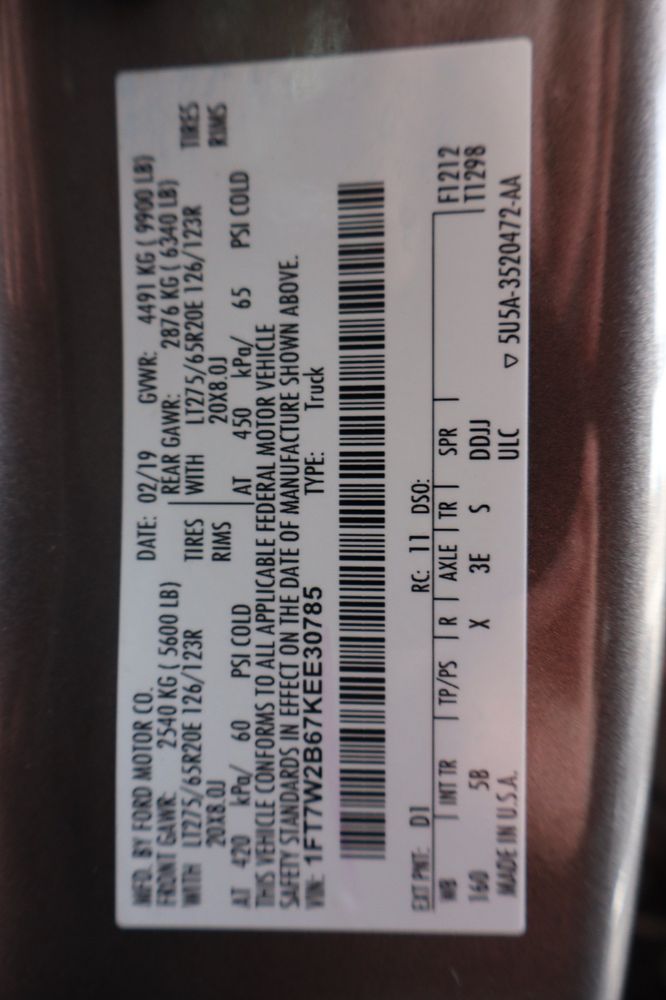 MFD. BY FORD MOTOR CO. DATE: 02/19 GVWR: 4491 KG ( 9900 LB)
FRONT GAWR: 2540 KG ( 5600 LB) REAR GAWR: 2876 KG ( 6340 LB)
WITH LT275/65R20E 126/123R TIRES WITH LT275/65R20E 126/123R TIRES
20X8.0J RIMS 20X8.0J RIMS
AT 420 kPa/ 60 PSI COLD AT 450 kPa/ 65 PSI COLD
THIS VEHICLE CONFORMS TO ALL APPLICABLE FEDERAL MOTOR VEHICLE
SAFETY STANDARDS IN EFFECT ON THE DATE OF MANUFACTURE SHOWN ABOVE.
VIN: 1FT7W2B67KEE30785 TYPE: Truck
EXT PNT: D1 RC: 11 DSO:
WB INT TR TP/PS R AXLE TR SPR F1212
160 5B X 3E S DDJJ T1298
MADE IN U.S.A. ULC ▽ 5U5A-3520472-AA